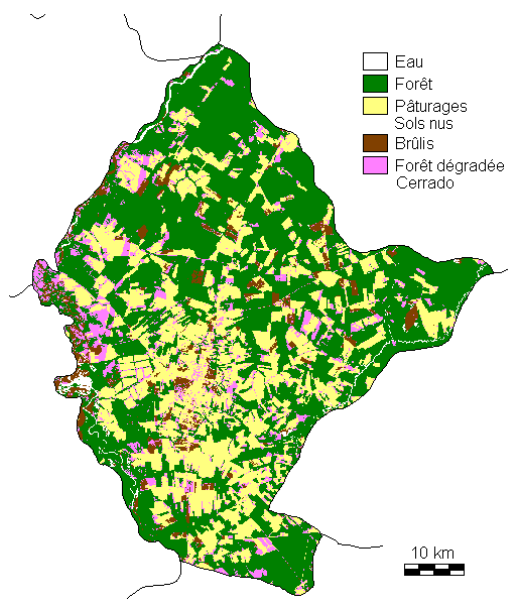 Eau
Forêt
Pâturages
Sols nus
Brûlis
Forêt dégradée
Cerrado
10 km